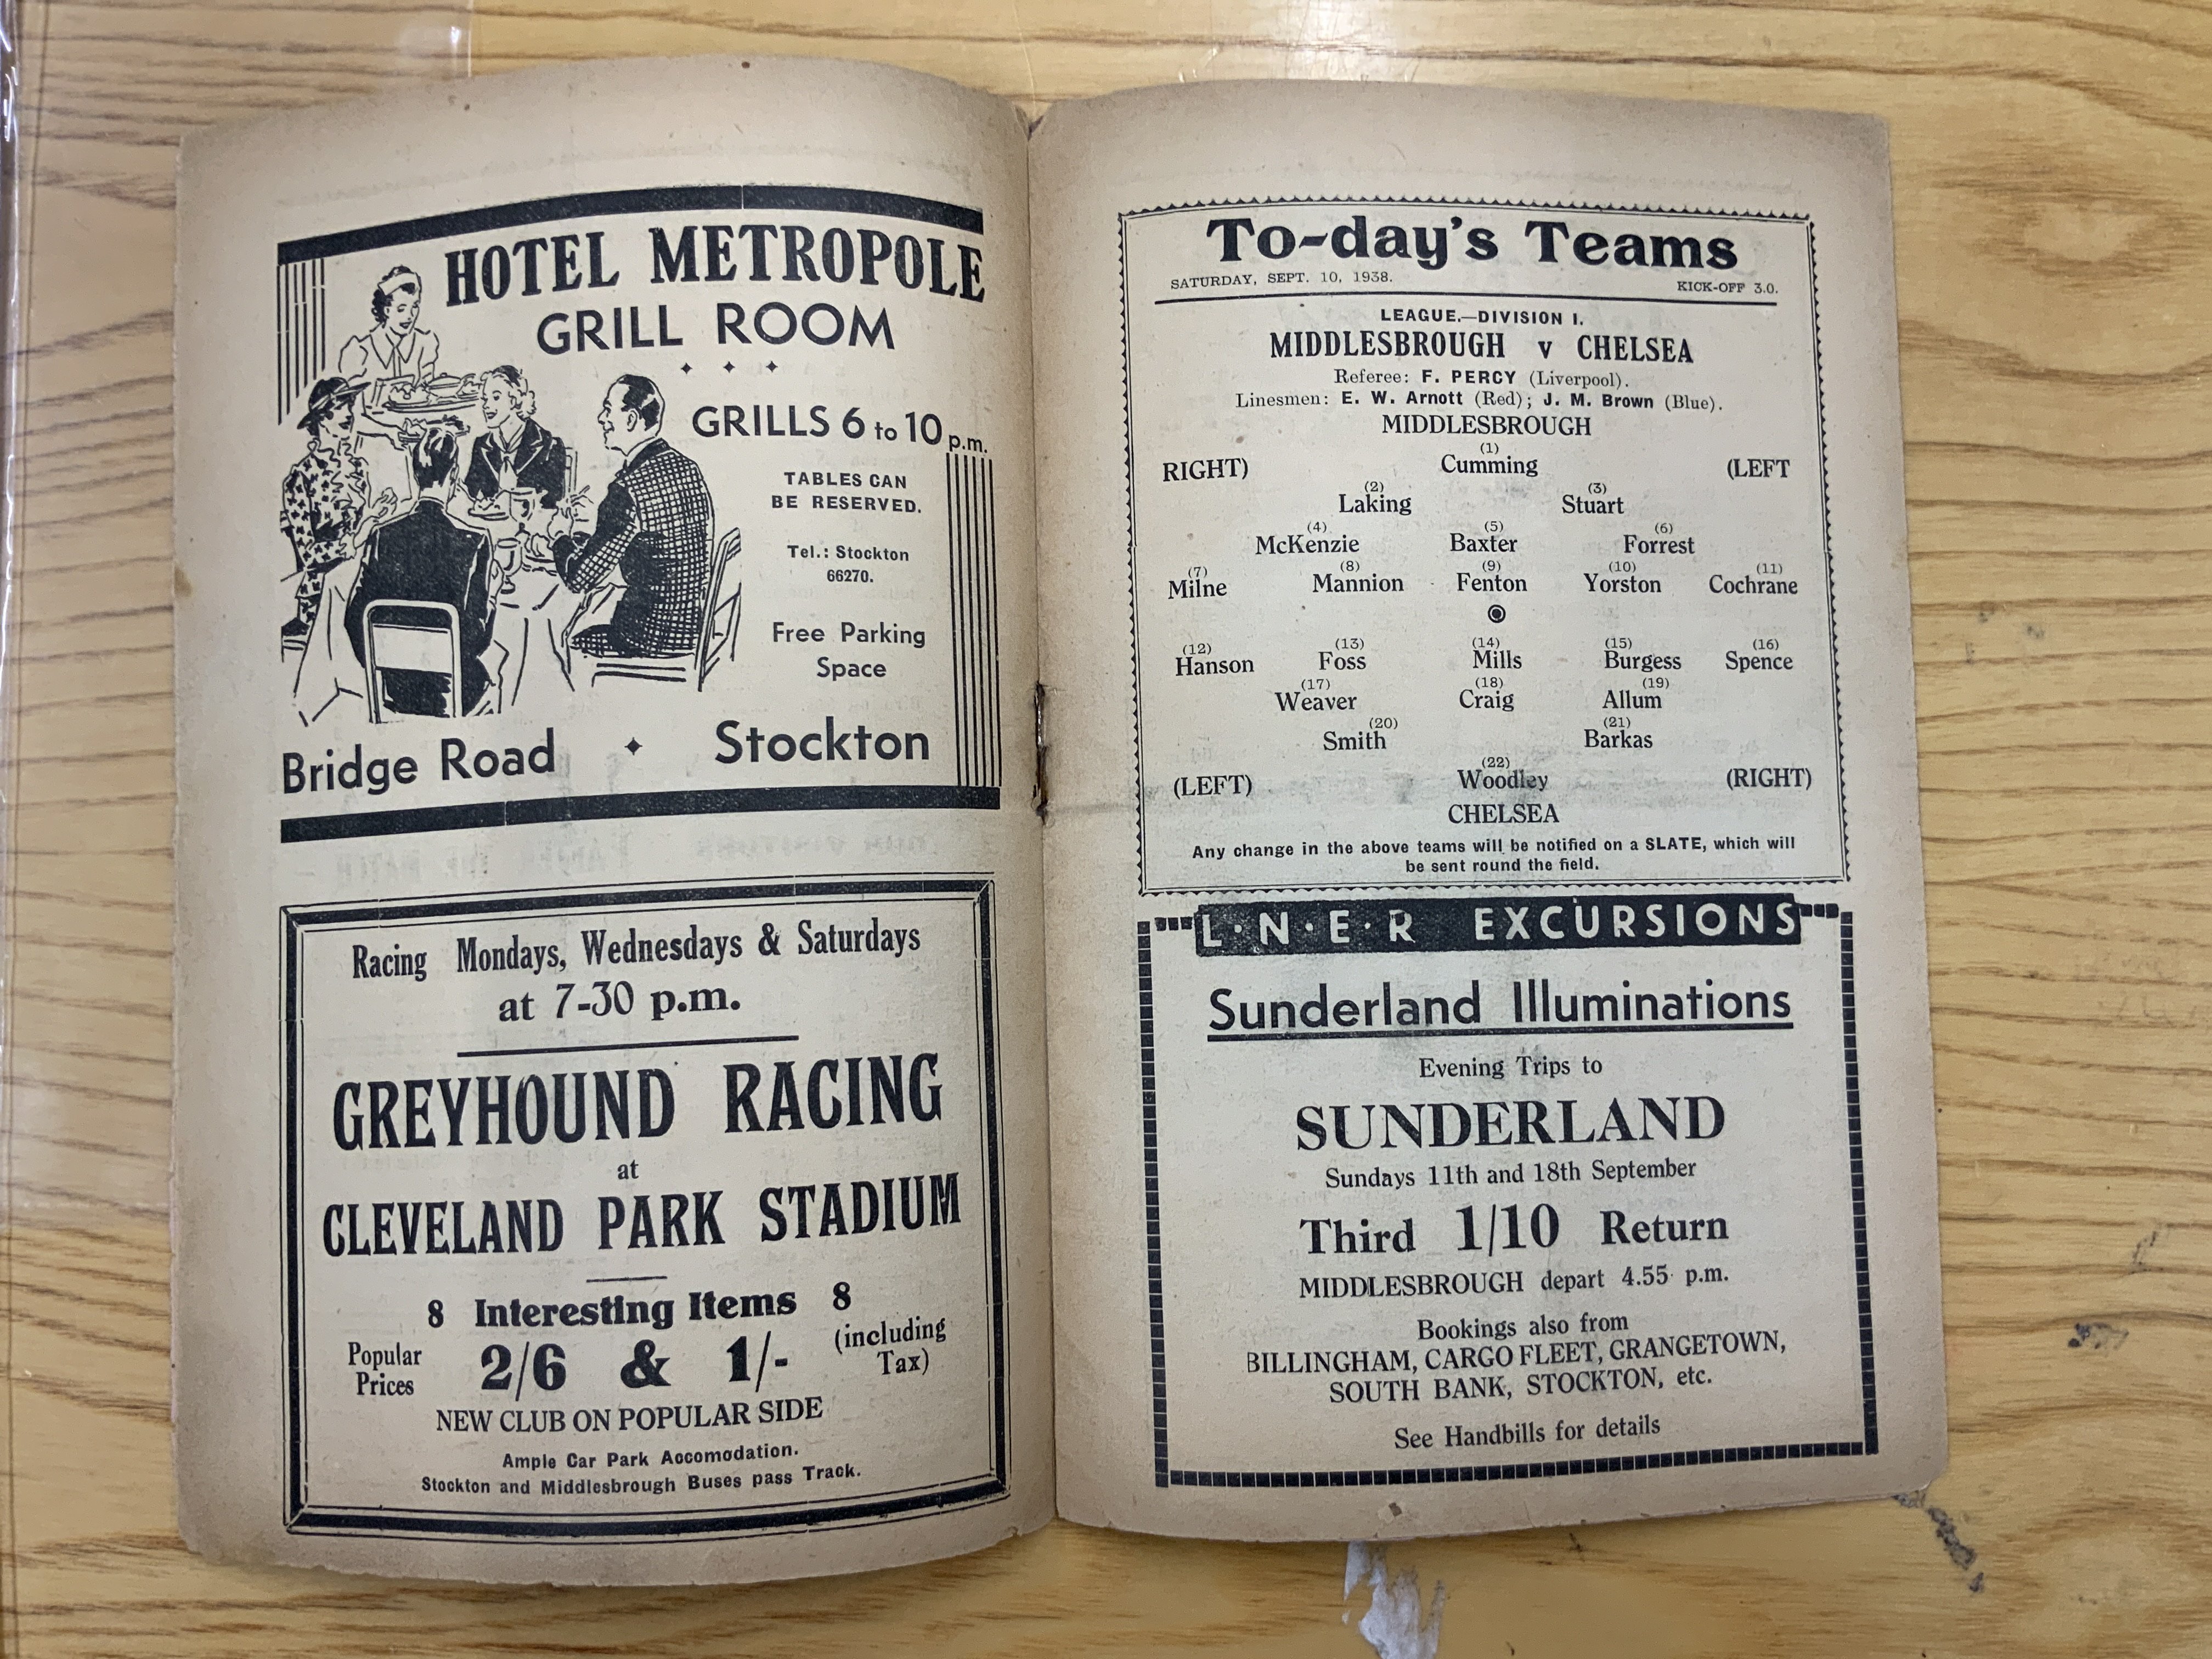 HOTEL METROPOLE
GRILL ROOM
GRILLS 6 to 10 p.m.
TABLES CAN
BE RESERVED.
Tel.: Stockton
66270.
Free Parking
Space
Bridge Road ✦ Stockton
Racing Mondays, Wednesdays & Saturdays
at 7-30 p.m.
GREYHOUND RACING
at
CLEVELAND PARK STADIUM
8 Interesting Items 8
Popular Prices 2/6 & 1/- (including Tax)
NEW CLUB ON POPULAR SIDE
Ample Car Park Accomodation.
Stockton and Middlesbrough Buses pass Track.
To-day's Teams
SATURDAY, SEPT. 10, 1938. KICK-OFF 3.0.
LEAGUE.—DIVISION I.
MIDDLESBROUGH v CHELSEA
Referee: F. PERCY (Liverpool).
Linesmen: E. W. Arnott (Red); J. M. Brown (Blue).
MIDDLESBROUGH
(1)
RIGHT) Cumming (LEFT
(2) (3)
Laking Stuart
(4) (5) (6)
McKenzie Baxter Forrest
(7) (8) (9) (10) (11)
Milne Mannion Fenton Yorston Cochrane
(12) (13) (14) (15) (16)
Hanson Foss Mills Burgess Spence
(17) (18) (19)
Weaver Craig Allum
(20) (21)
Smith Barkas
(22)
(LEFT) Woodley (RIGHT)
CHELSEA
Any change in the above teams will be notified on a SLATE, which will
be sent round the field.
L·N·E·R EXCURSIONS
Sunderland Illuminations
Evening Trips to
SUNDERLAND
Sundays 11th and 18th September
Third 1/10 Return
MIDDLESBROUGH depart 4.55 p.m.
Bookings also from
BILLINGHAM, CARGO FLEET, GRANGETOWN,
SOUTH BANK, STOCKTON, etc.
See Handbills for details